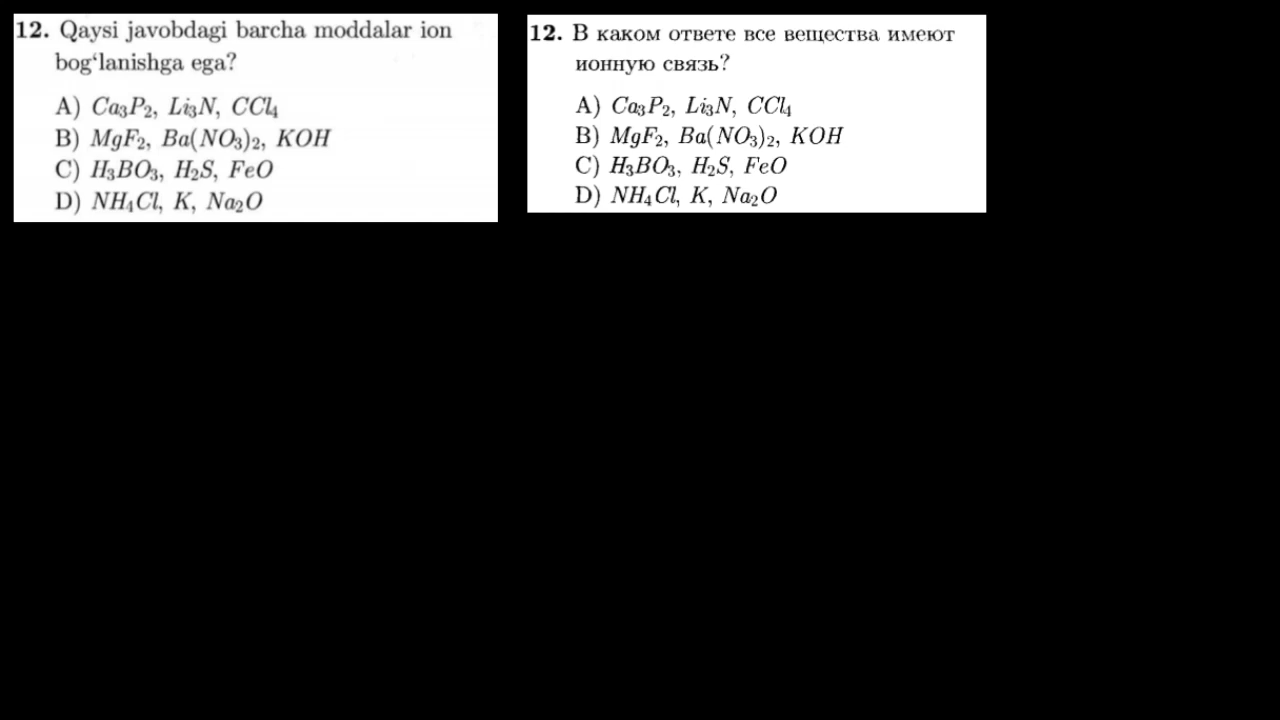 12. Qaysi javobdagi barcha moddalar ion
bog‘lanishga ega?
A) Ca₃P₂, Li₃N, CCl₄
B) MgF₂, Ba(NO₃)₂, KOH
C) H₃BO₃, H₂S, FeO
D) NH₄Cl, K, Na₂O
12. В каком ответе все вещества имеют
ионную связь?
A) Ca₃P₂, Li₃N, CCl₄
B) MgF₂, Ba(NO₃)₂, KOH
C) H₃BO₃, H₂S, FeO
D) NH₄Cl, K, Na₂O